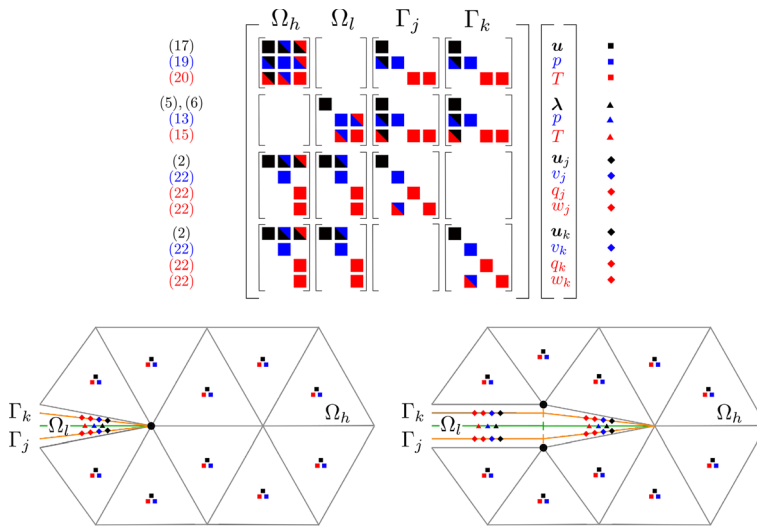 Ω_h Ω_l Γ_j Γ_k
(17) u
(19) p
(20) T
(5), (6) λ
(13) p
(15) T
(2) u_j
(22) v_j
(22) q_j
(22) w_j
(2) u_k
(22) v_k
(22) q_k
(22) w_k
Γ_k
Ω_l Ω_h
Γ_j
Γ_k
Ω_l Ω_h
Γ_j